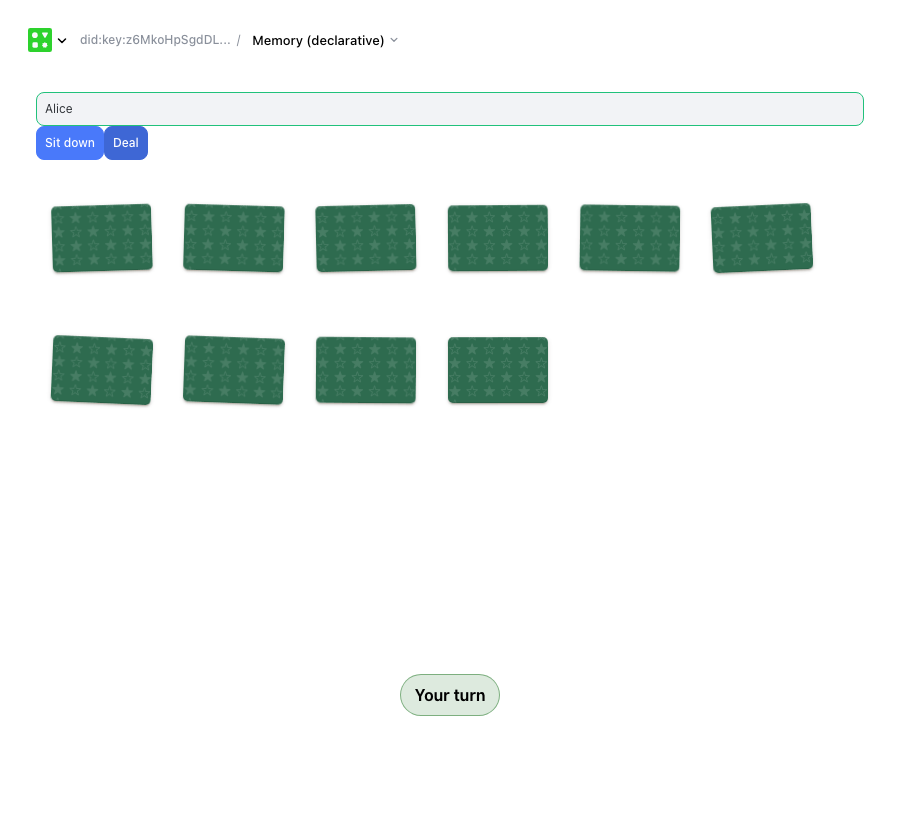 did:key:z6MkoHpSgdDL... / Memory (declarative)
Alice
Sit down Deal
Your turn